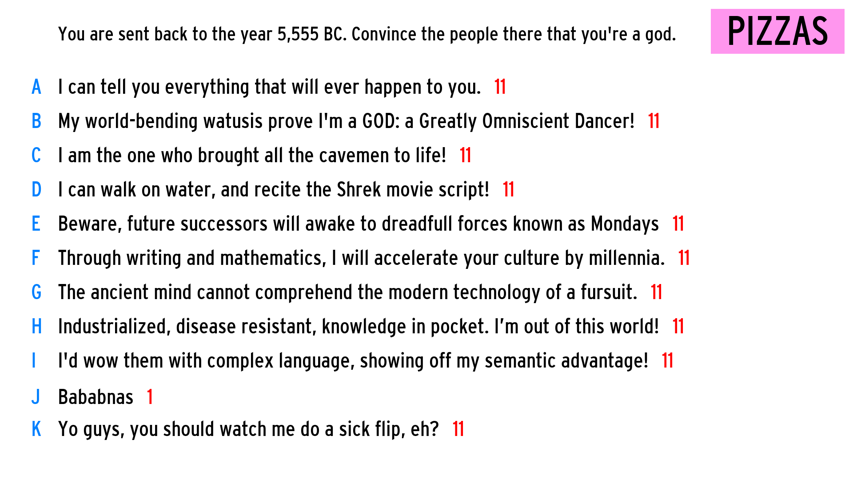 You are sent back to the year 5,555 BC. Convince the people there that you're a god.
PIZZAS
A I can tell you everything that will ever happen to you. 11
B My world-bending watusis prove I'm a GOD: a Greatly Omniscient Dancer! 11
C I am the one who brought all the cavemen to life! 11
D I can walk on water, and recite the Shrek movie script! 11
E Beware, future successors will awake to dreadfull forces known as Mondays 11
F Through writing and mathematics, I will accelerate your culture by millennia. 11
G The ancient mind cannot comprehend the modern technology of a fursuit. 11
H Industrialized, disease resistant, knowledge in pocket. I’m out of this world! 11
I I'd wow them with complex language, showing off my semantic advantage! 11
J Bababnas 1
K Yo guys, you should watch me do a sick flip, eh? 11